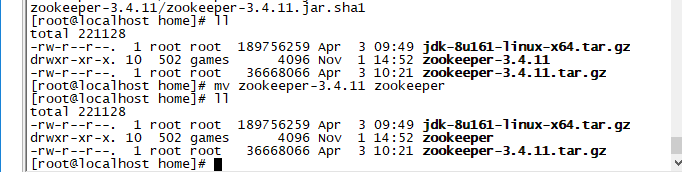 zookeeper-3.4.11/zookeeper-3.4.11.jar.sha1
[root@localhost home]# ll
total 221128
-rw-r--r--.  1 root root  189756259 Apr  3 09:49 jdk-8u161-linux-x64.tar.gz
drwxr-xr-x. 10  502 games      4096 Nov  1 14:52 zookeeper-3.4.11
-rw-r--r--.  1 root root   36668066 Apr  3 10:21 zookeeper-3.4.11.tar.gz
[root@localhost home]# mv zookeeper-3.4.11 zookeeper
[root@localhost home]# ll
total 221128
-rw-r--r--.  1 root root  189756259 Apr  3 09:49 jdk-8u161-linux-x64.tar.gz
drwxr-xr-x. 10  502 games      4096 Nov  1 14:52 zookeeper
-rw-r--r--.  1 root root   36668066 Apr  3 10:21 zookeeper-3.4.11.tar.gz
[root@localhost home]#